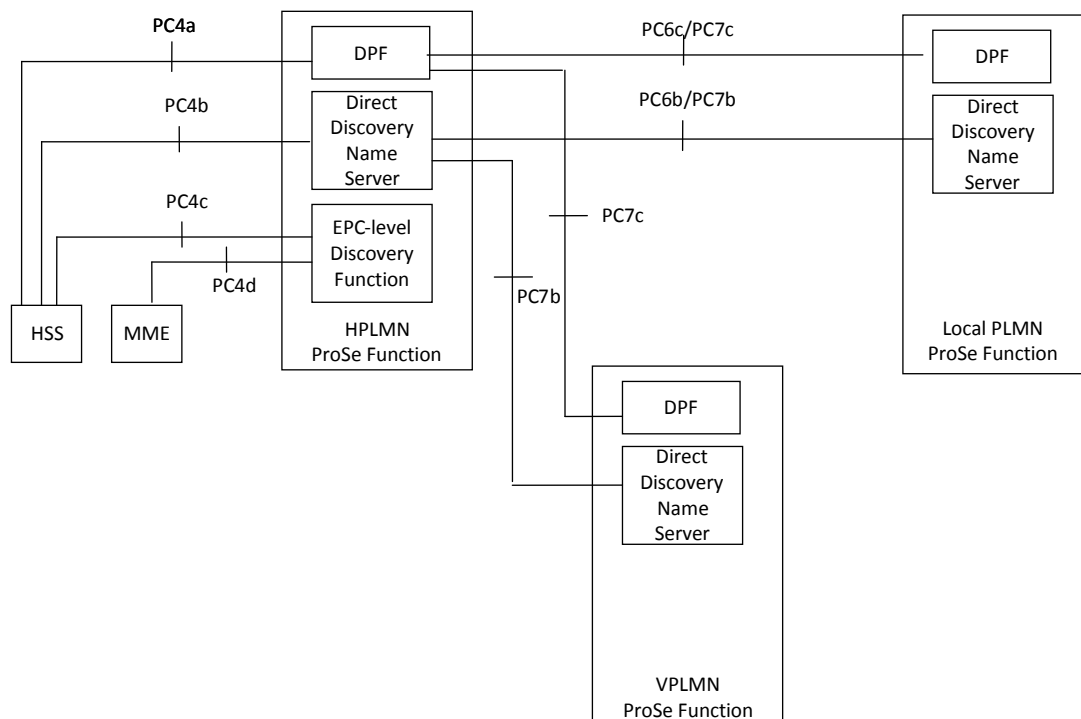 PC4a
DPF
PC6c/PC7c
DPF
PC4b
Direct
Discovery
Name
Server
PC6b/PC7b
Direct
Discovery
Name
Server
PC4c
EPC-level
Discovery
Function
PC4d
PC7c
PC7b
HSS
MME
HPLMN
ProSe Function
Local PLMN
ProSe Function
DPF
Direct
Discovery
Name
Server
VPLMN
ProSe Function